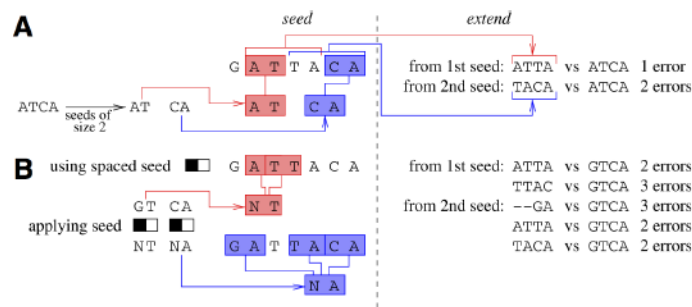 seed extend
A
G A T T A C A
from 1st seed: ATTA vs ATCA 1 error
from 2nd seed: TACA vs ATCA 2 errors
ATCA seeds of size 2 AT CA A T C A
B using spaced seed G A T T A C A
from 1st seed: ATTA vs GTCA 2 errors
TTAC vs GTCA 3 errors
GT CA N T
from 2nd seed: --GA vs GTCA 3 errors
applying seed
ATTA vs GTCA 2 errors
NT NA G A T T A C A
TACA vs GTCA 2 errors
N A